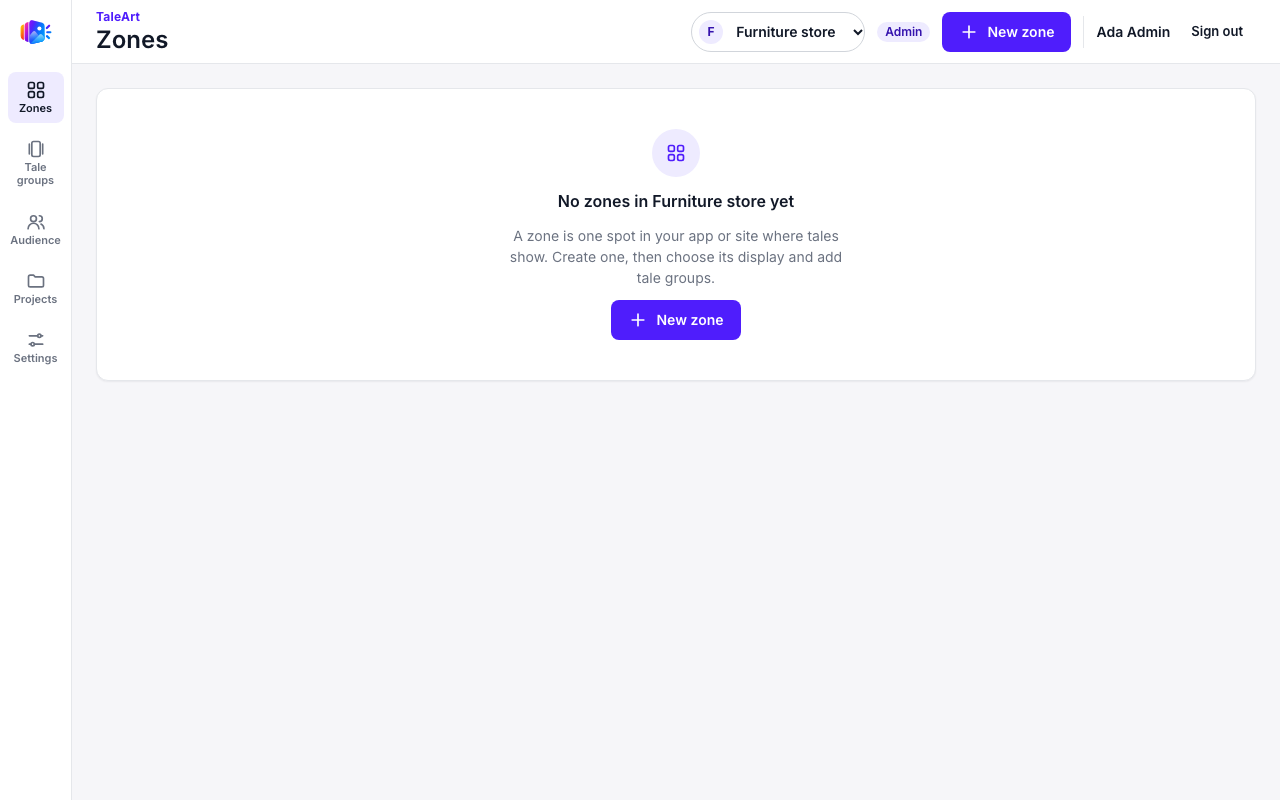 TaleArt
Zones
F
Furniture store
Admin
New zone
Ada Admin
Sign out
Zones
Tale
groups
Audience
Projects
Settings
No zones in Furniture store yet
A zone is one spot in your app or site where tales
show. Create one, then choose its display and add
tale groups.
New zone